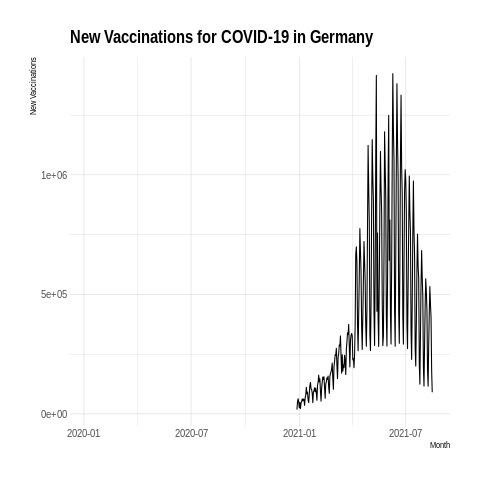 New Vaccinations for COVID-19 in Germany
New Vaccinations
1e+06
5e+05
0e+00
2020-01 2020-07 2021-01 2021-07
Month